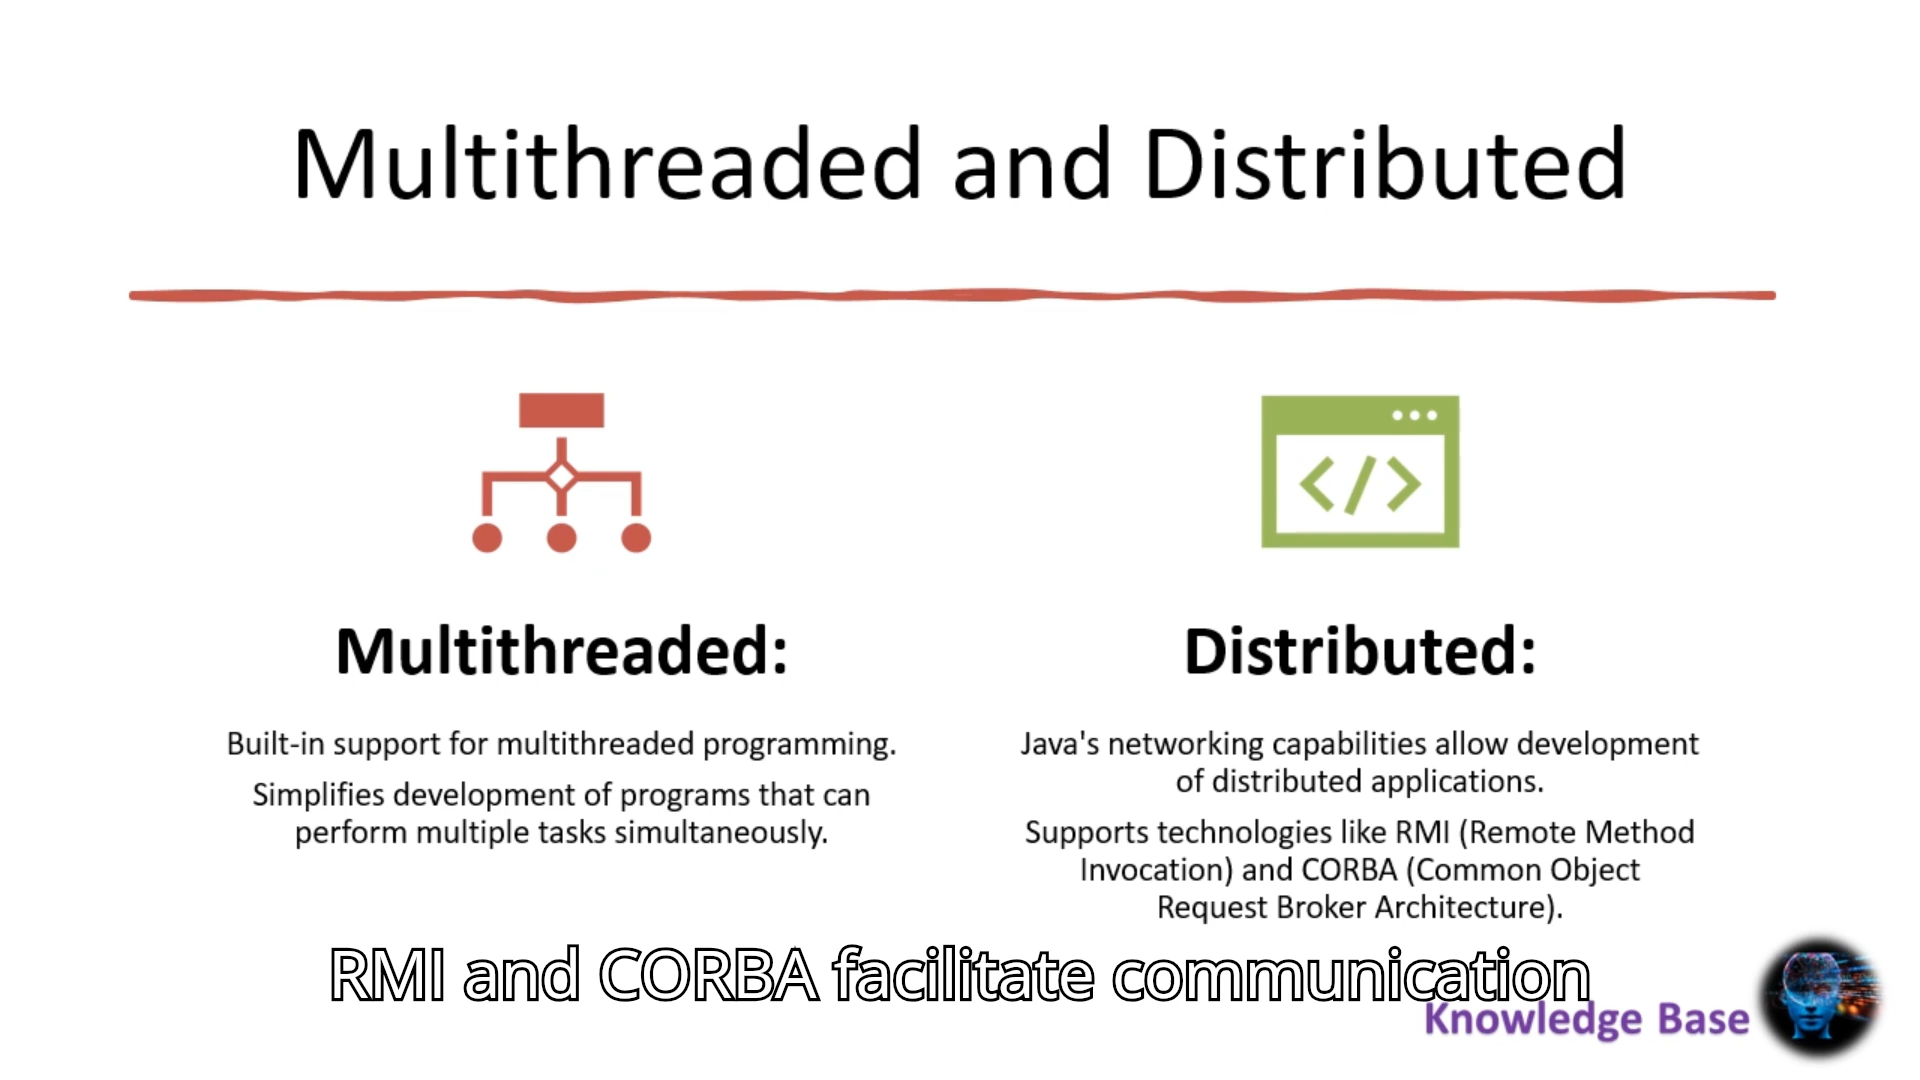 Multithreaded and Distributed
</>
Multithreaded:
Built-in support for multithreaded programming.
Simplifies development of programs that can
perform multiple tasks simultaneously.
Distributed:
Java's networking capabilities allow development
of distributed applications.
Supports technologies like RMI (Remote Method
Invocation) and CORBA (Common Object
Request Broker Architecture).
RMI and CORBA facilitate communication
Knowledge Base